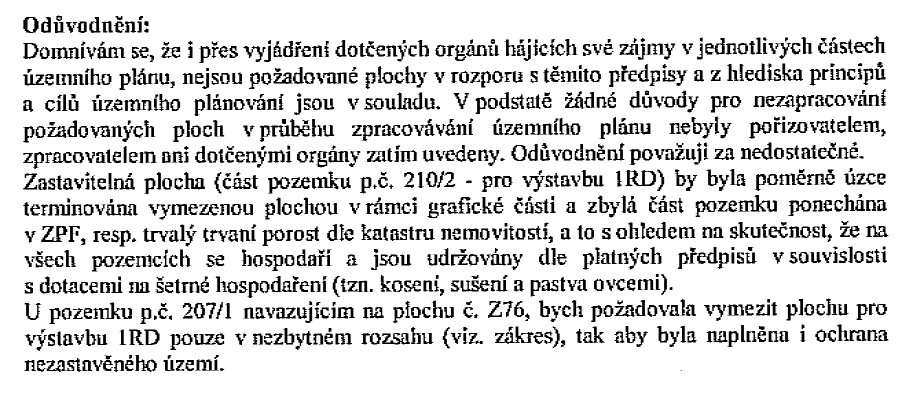 Odůvodnění:
Domnívám se, že i přes vyjádření dotčených orgánů hájících své zájmy v jednotlivých částech
územního plánu, nejsou požadované plochy v rozporu s těmito předpisy a z hlediska principů
a cílů územního plánování jsou v souladu. V podstatě žádné důvody pro nezapracování
požadovaných ploch v průběhu zpracovávání územního plánu nebyly pořizovatelem,
zpracovatelem ani dotčenými orgány zatím uvedeny. Odůvodnění považuji za nedostatečné.
Zastavitelná plocha (část pozemku p.č. 210/2 - pro výstavbu 1RD) by byla poměrně úzce
terminována vymezenou plochou v rámci grafické části a zbylá část pozemku ponechána
v ZPF, resp. trvalý trvaní porost dle katastru nemovitostí, a to s ohledem na skutečnost, že na
všech pozemcích se hospodaří a jsou udržovány dle platných předpisů v souvislosti
s dotacemi na šetrné hospodaření (tzn. kosení, sušení a pastva ovcemi).
U pozemku p.č. 207/1 navazujícím na plochu č. Z76, bych požadovala vymezit plochu pro
výstavbu 1RD pouze v nezbytném rozsahu (viz. zákres), tak aby byla naplněna i ochrana
nezastavěného území.